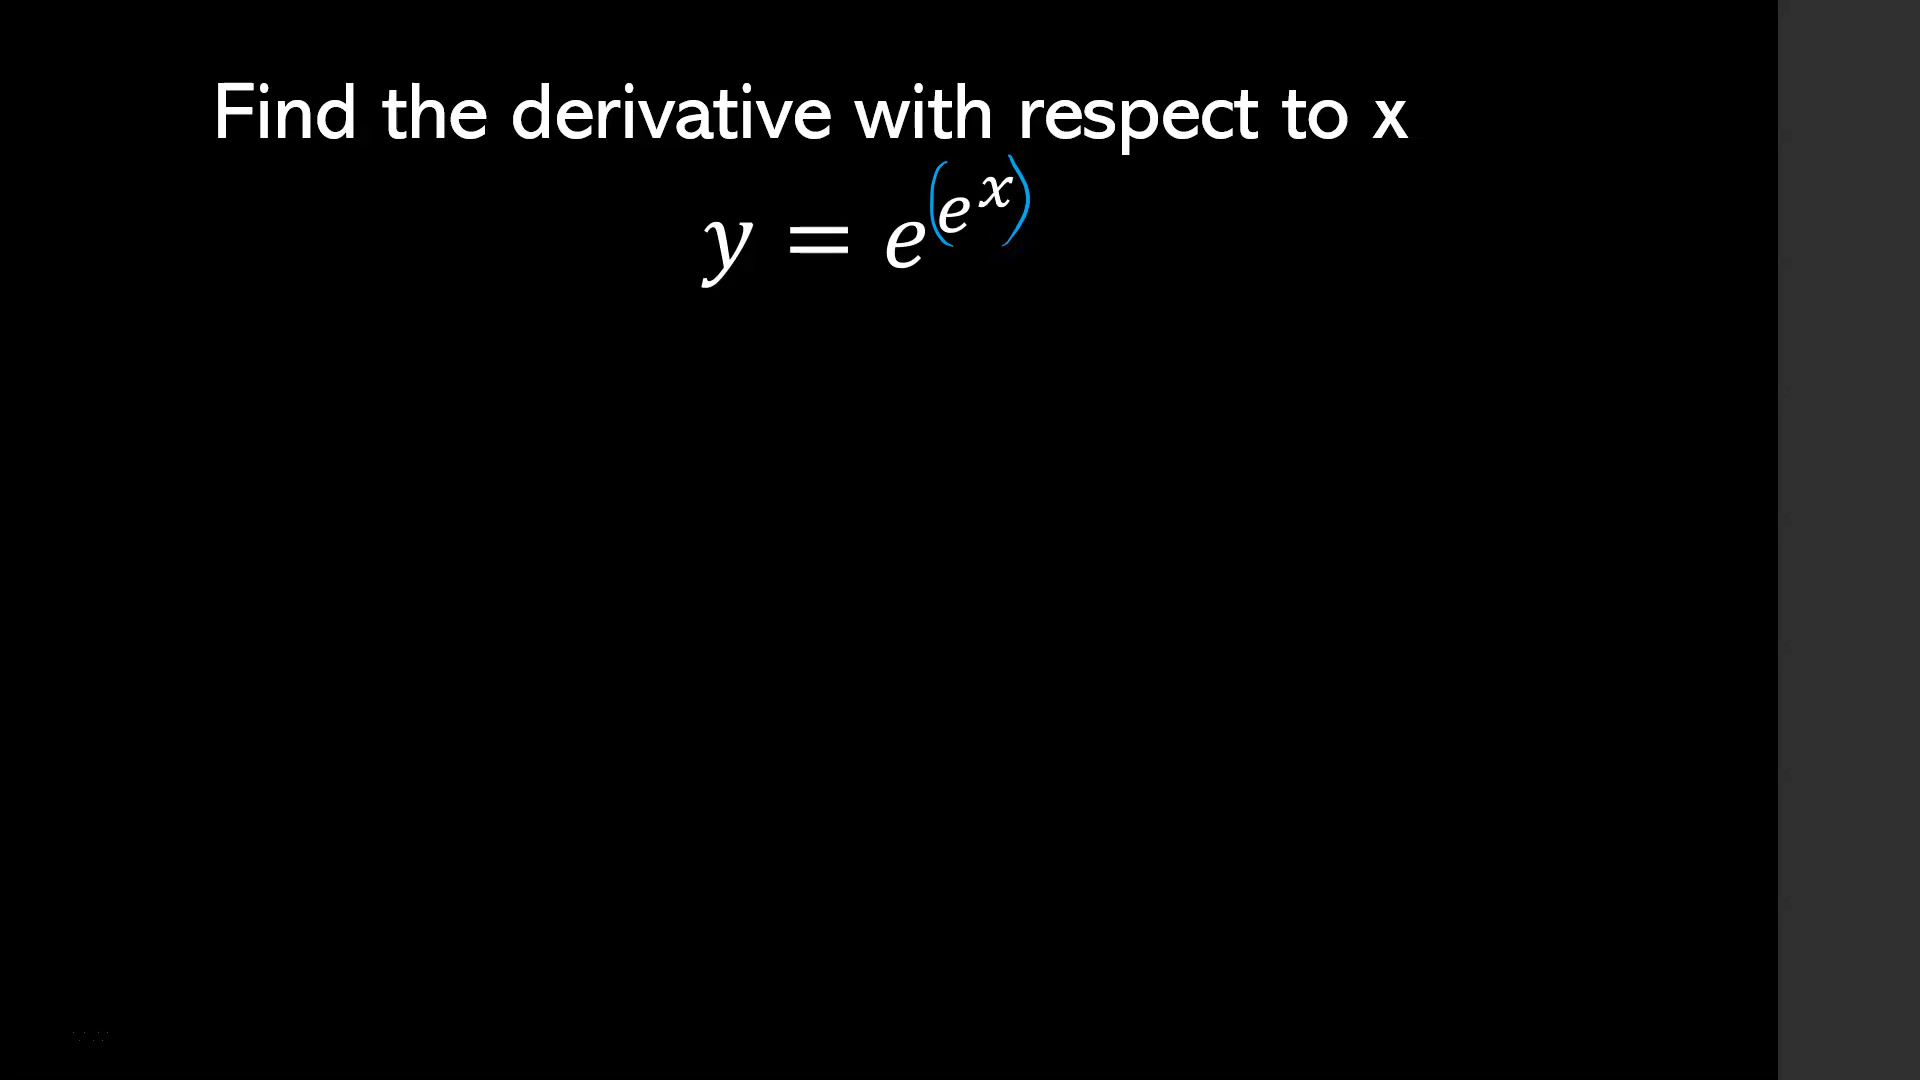 Find the derivative with respect to x
y = e^(e^x)